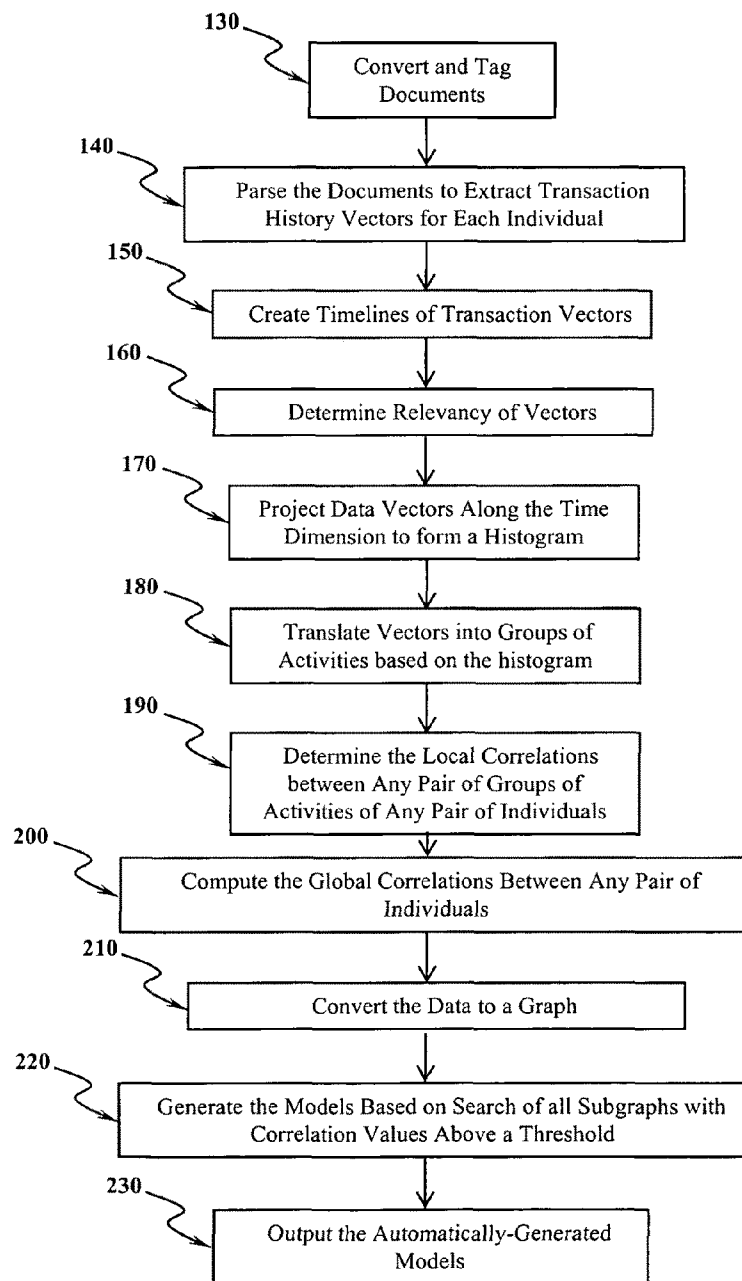 130
Convert and Tag
Documents
140
Parse the Documents to Extract Transaction
History Vectors for Each Individual
150
Create Timelines of Transaction Vectors
160
Determine Relevancy of Vectors
170
Project Data Vectors Along the Time
Dimension to form a Histogram
180
Translate Vectors into Groups of
Activities based on the histogram
190
Determine the Local Correlations
between Any Pair of Groups of
Activities of Any Pair of Individuals
200
Compute the Global Correlations Between Any Pair of
Individuals
210
Convert the Data to a Graph
220
Generate the Models Based on Search of all Subgraphs with
Correlation Values Above a Threshold
230
Output the Automatically-Generated
Models